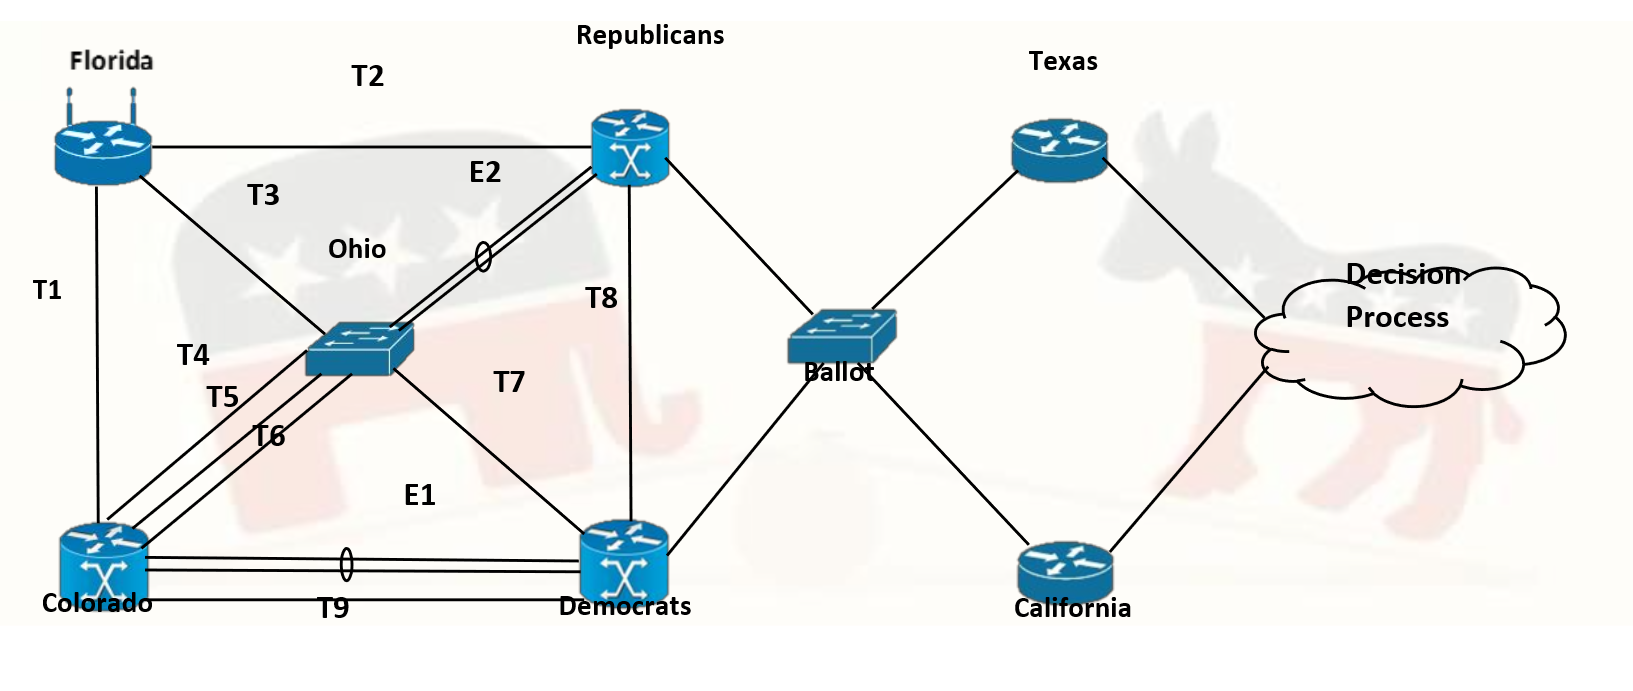 Republicans
Florida
Texas
T2
E2
T3
Ohio
Decision
T1
T8
Process
T4
Ballot
T7
T5
T6
E1
Colorado
T9
Democrats
California